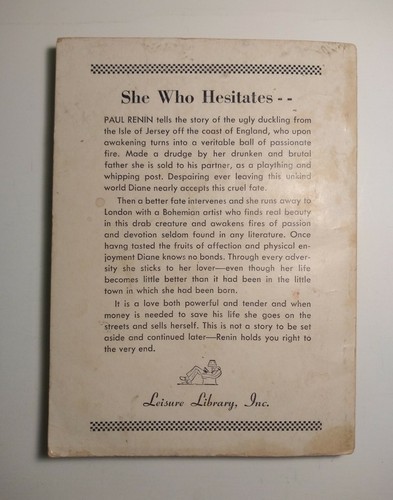 She Who Hesitates - -
PAUL RENIN tells the story of the ugly duckling from
the Isle of Jersey off the coast of England, who upon
awakening turns into a veritable ball of passionate
fire. Made a drudge by her drunken and brutal
father she is sold to his partner, as a plaything and
whipping post. Despairing ever leaving this unkind
world Diane nearly accepts this cruel fate.
Then a better fate intervenes and she runs away to
London with a Bohemian artist who finds real beauty
in this drab creature and awakens fires of passion
and devotion seldom found in any literature. Once
havng tasted the fruits of affection and physical en-
joyment Diane knows no bonds. Through every adver-
sity she sticks to her lover—even though her life
becomes little better than it had been in the little
town in which she had been born.
It is a love both powerful and tender and when
money is needed to save his life she goes on the
streets and sells herself. This is not a story to be set
aside and continued later—Renin holds you right to
the very end.
Leisure Library, Inc.